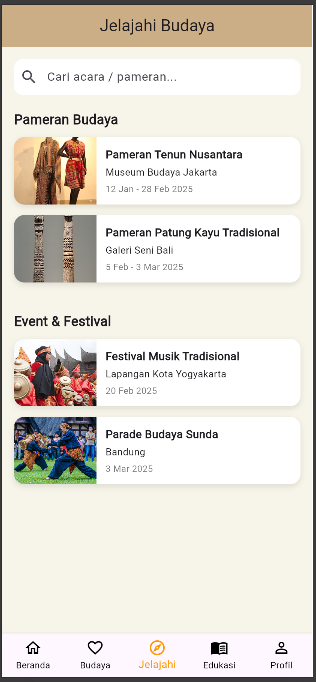 Jelajahi Budaya
Cari acara / pameran...
Pameran Budaya
Pameran Tenun Nusantara
Museum Budaya Jakarta
12 Jan - 28 Feb 2025
Pameran Patung Kayu Tradisional
Galeri Seni Bali
5 Feb - 3 Mar 2025
Event & Festival
Festival Musik Tradisional
Lapangan Kota Yogyakarta
20 Feb 2025
Parade Budaya Sunda
Bandung
3 Mar 2025
Beranda Budaya Jelajahi Edukasi Profil